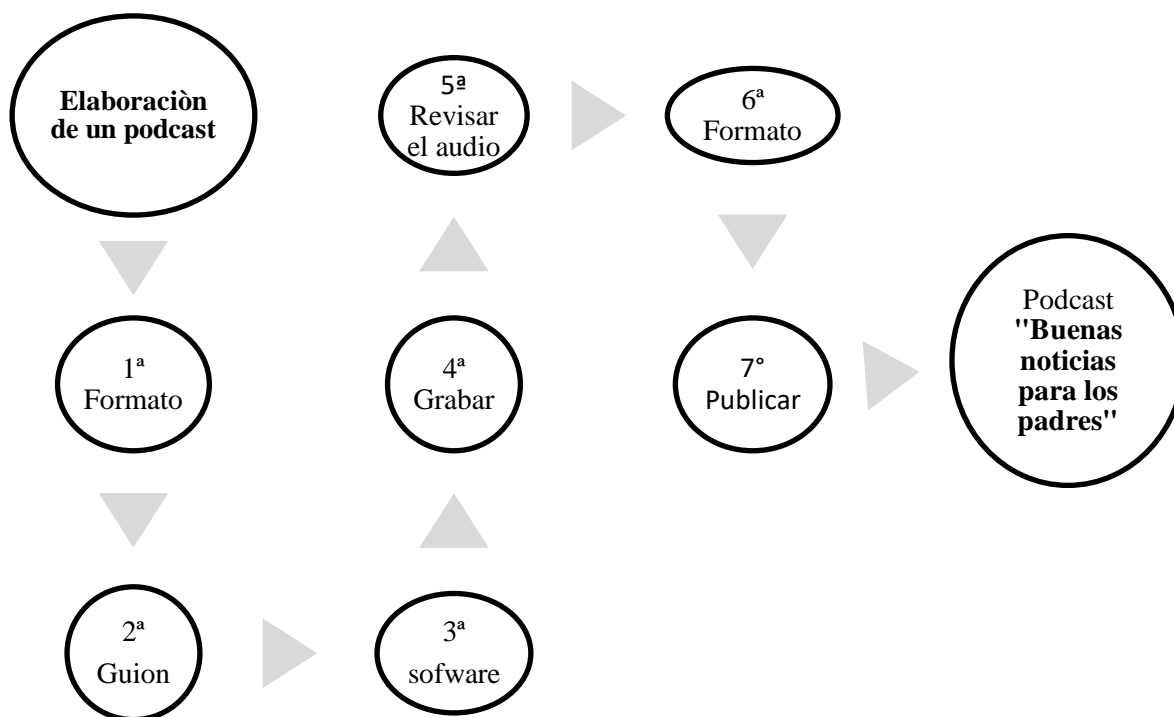 Elaboraciòn
de un podcast
1ª
Formato
2ª
Guion
3ª
sofware
4ª
Grabar
5ª
Revisar
el audio
6ª
Formato
7°
Publicar
Podcast
"Buenas
noticias
para los
padres"